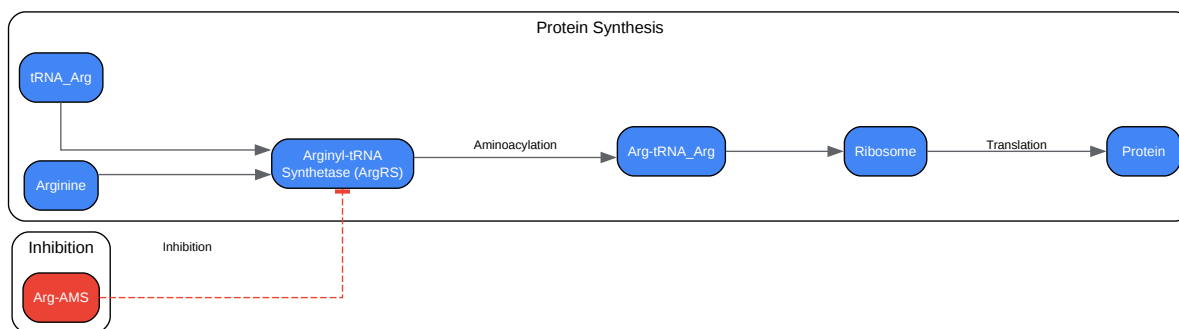 Protein Synthesis
tRNA_Arg
Arginine
Arginyl-tRNA
Synthetase (ArgRS)
Aminoacylation
Arg-tRNA_Arg
Ribosome
Translation
Protein
Inhibition
Inhibition
Arg-AMS